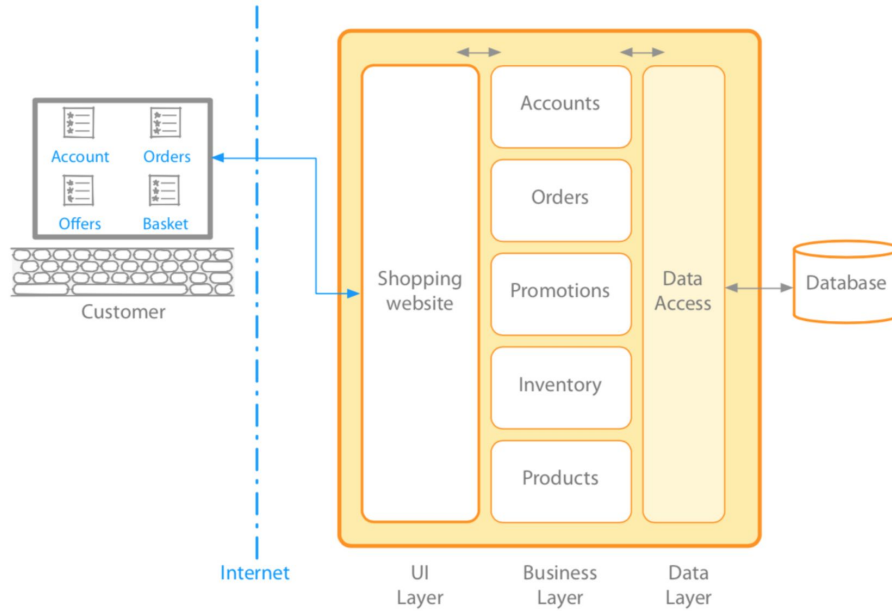 Account
Orders
Offers
Basket
Customer
Internet
Shopping
website
Accounts
Orders
Promotions
Inventory
Products
Data
Access
Database
UI
Layer
Business
Layer
Data
Layer